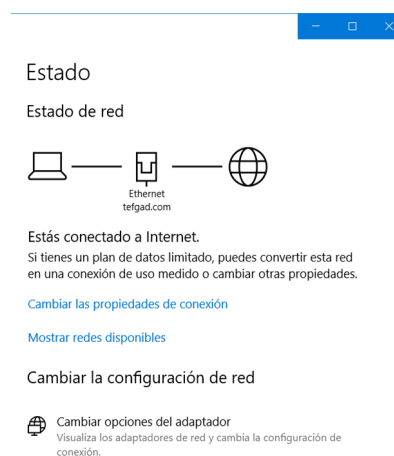 Estado
Estado de red
Ethernet
tefgad.com
Estás conectado a Internet.
Si tienes un plan de datos limitado, puedes convertir esta red
en una conexión de uso medido o cambiar otras propiedades.
Cambiar las propiedades de conexión
Mostrar redes disponibles
Cambiar la configuración de red
Cambiar opciones del adaptador
Visualiza los adaptadores de red y cambia la configuración de
conexión.